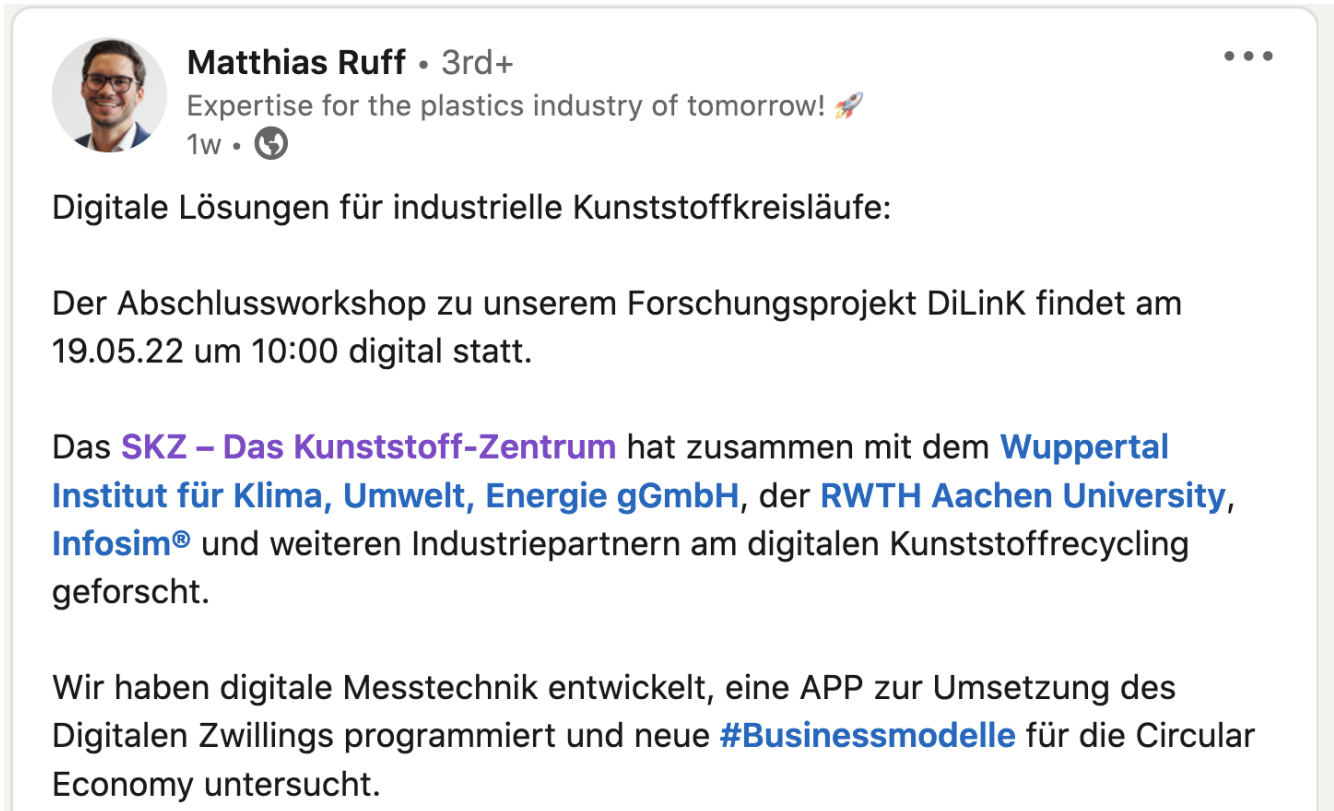 Matthias Ruff • 3rd+
Expertise for the plastics industry of tomorrow! 🚀
1w •
Digitale Lösungen für industrielle Kunststoffkreisläufe:
Der Abschlussworkshop zu unserem Forschungsprojekt DiLinK findet am
19.05.22 um 10:00 digital statt.
Das SKZ – Das Kunststoff-Zentrum hat zusammen mit dem Wuppertal
Institut für Klima, Umwelt, Energie gGmbH, der RWTH Aachen University,
Infosim® und weiteren Industriepartnern am digitalen Kunststoffrecycling
geforscht.
Wir haben digitale Messtechnik entwickelt, eine APP zur Umsetzung des
Digitalen Zwillings programmiert und neue #Businessmodelle für die Circular
Economy untersucht.